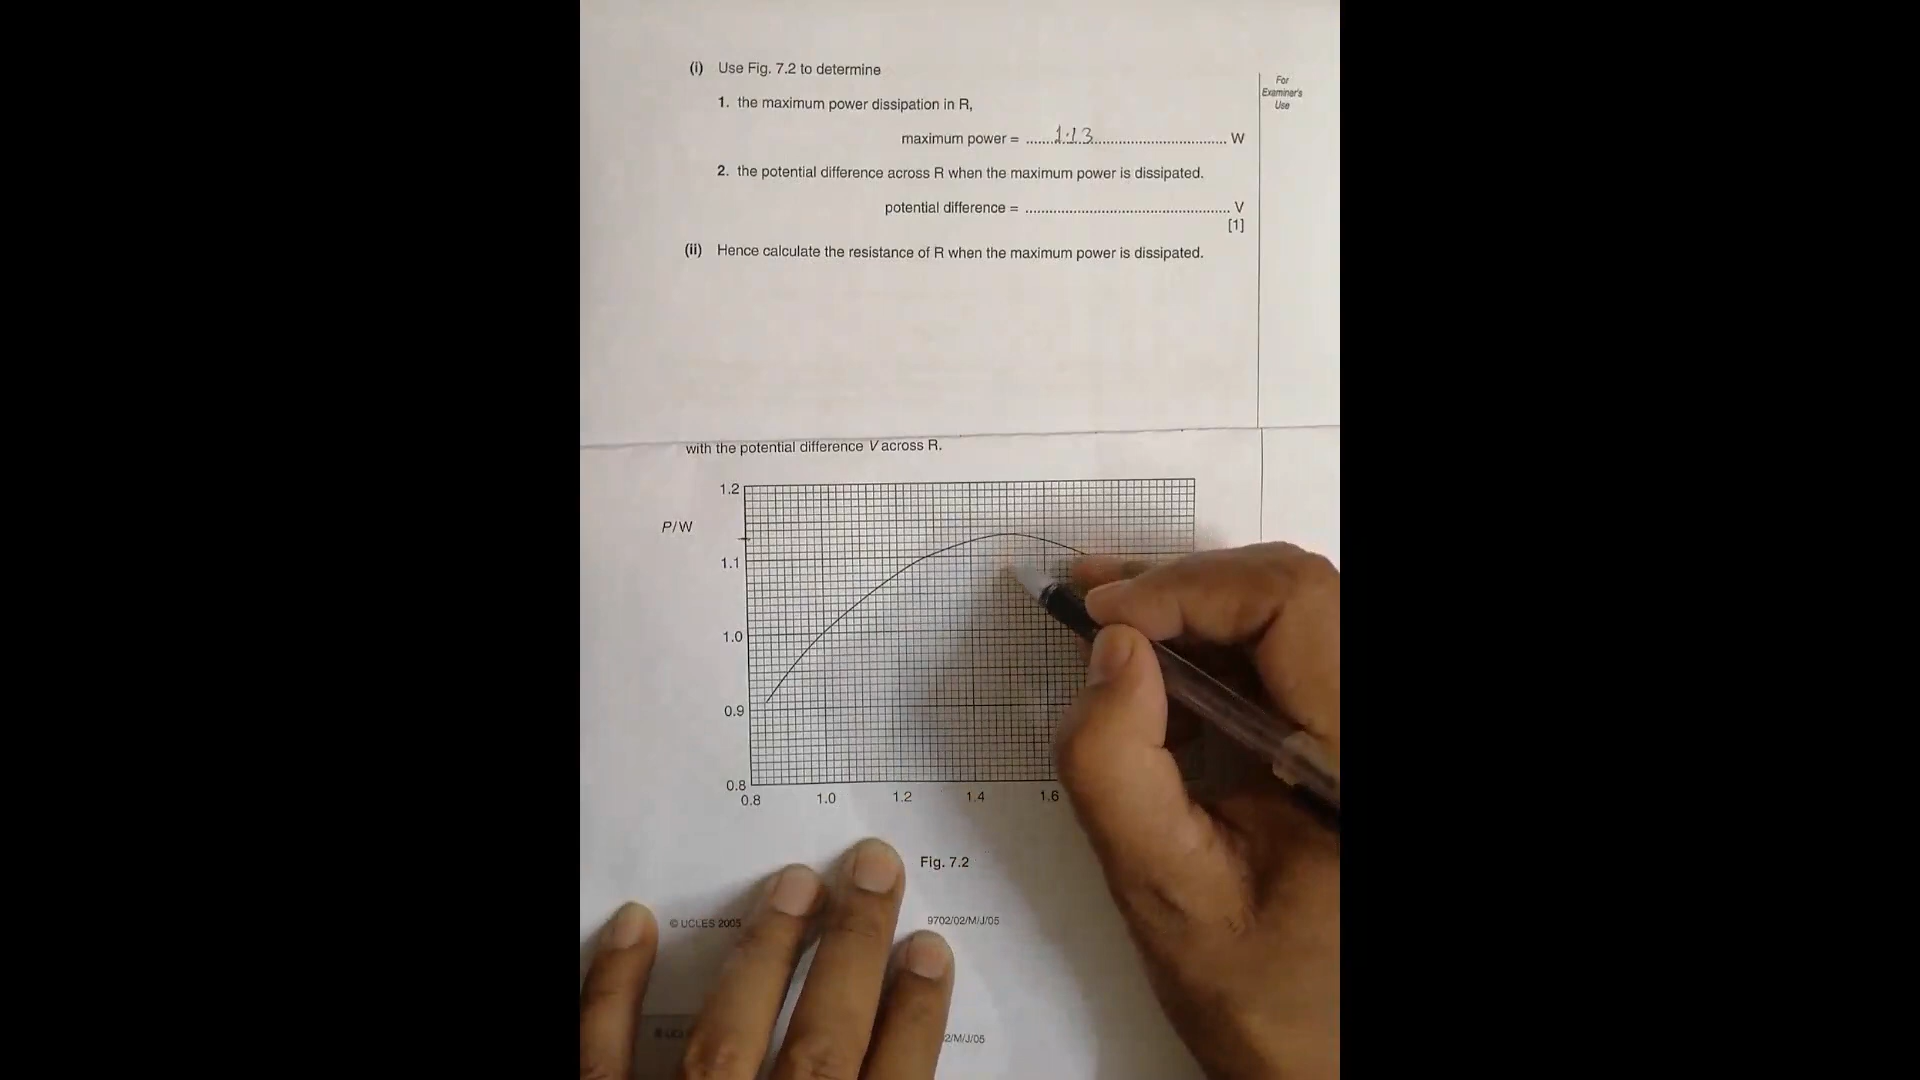 (i) Use Fig. 7.2 to determine
For
Examiner's
Use
1. the maximum power dissipation in R,
maximum power = ........1.13.................................. W
2. the potential difference across R when the maximum power is dissipated.
potential difference = .................................................... V
[1]
(ii) Hence calculate the resistance of R when the maximum power is dissipated.
with the potential difference V across R.
1.2
P/W
1.1
1.0
0.9
0.8
0.8 1.0 1.2 1.4 1.6
Fig. 7.2
© UCLES 2005
9702/02/M/J/05
2/M/J/05